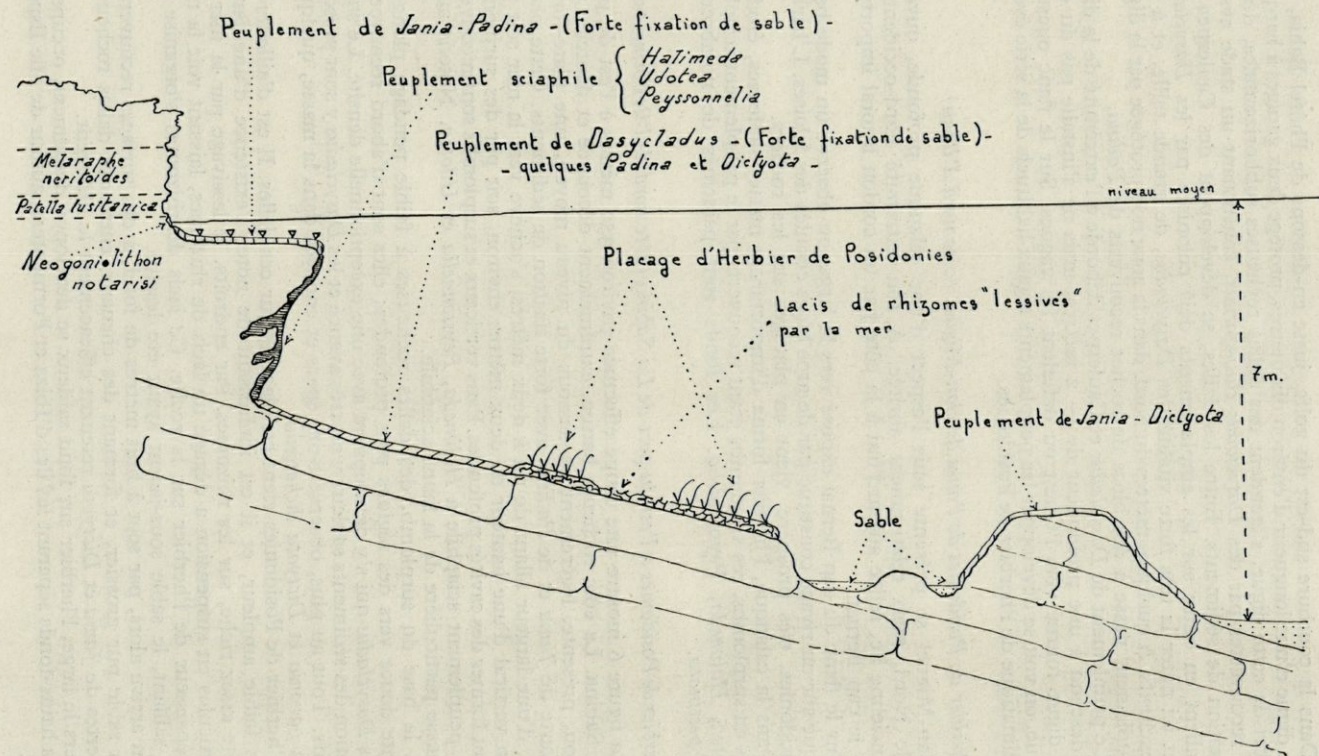 Peuplement de Jania-Padina -(Forte fixation de sable)-
Peuplement sciaphile { Halimeda
Udotea
Peyssonnelia
Peuplement de Dasycladus -(Forte fixation de sable)-
- quelques Padina et Dictyota -
Melaraphe
neritoides
Patella lusitanica
niveau moyen
Neogoniolithon
notarisi
Placage d'Herbier de Posidonies
Lacis de rhizomes "lessivés"
par la mer
7m.
Peuplement de Jania - Dictyota
Sable